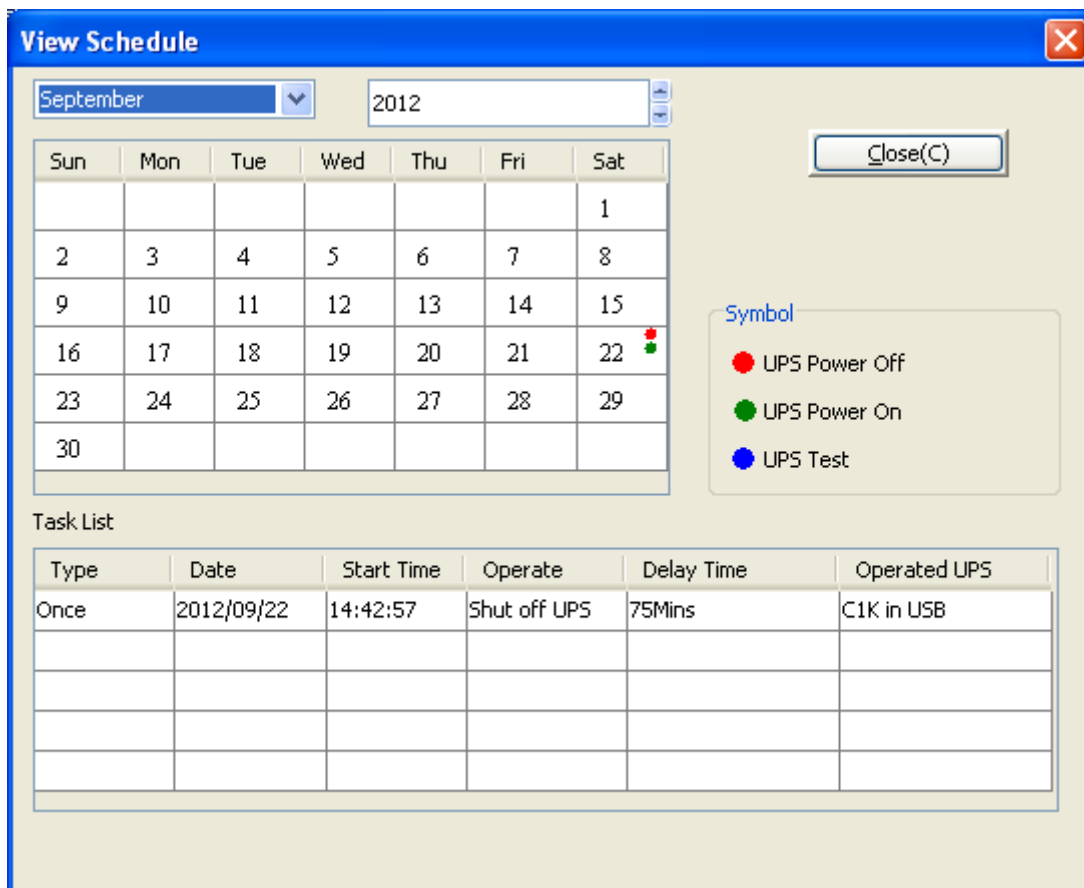 View Schedule
September 2012
Close(C)
Sun Mon Tue Wed Thu Fri Sat
1
2 3 4 5 6 7 8
9 10 11 12 13 14 15
16 17 18 19 20 21 22
23 24 25 26 27 28 29
30
Symbol
UPS Power Off
UPS Power On
UPS Test
Task List
Type Date Start Time Operate Delay Time Operated UPS
Once 2012/09/22 14:42:57 Shut off UPS 75Mins C1K in USB